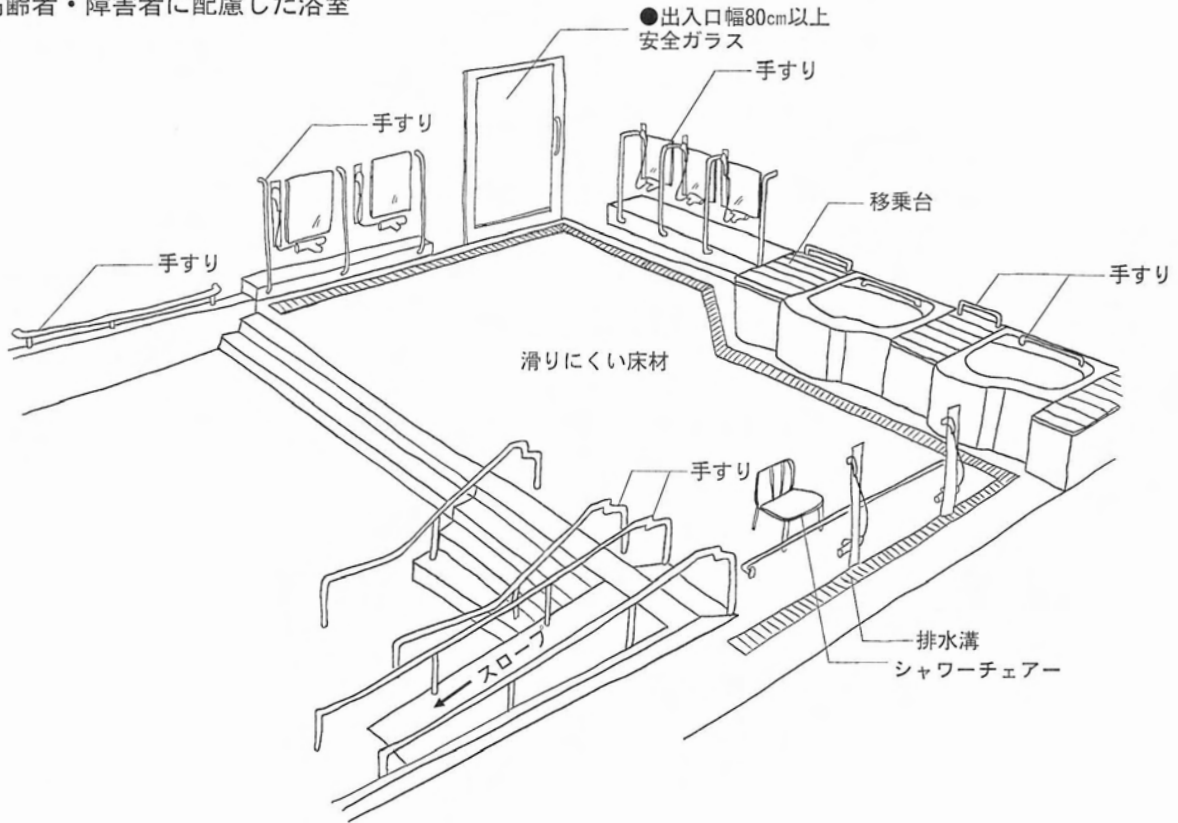 齢者・障害者に配慮した浴室
●出入口幅80cm以上
安全ガラス
手すり
手すり
移乗台
手すり
手すり
滑りにくい床材
手すり
スロープ
排水溝
シャワーチェアー